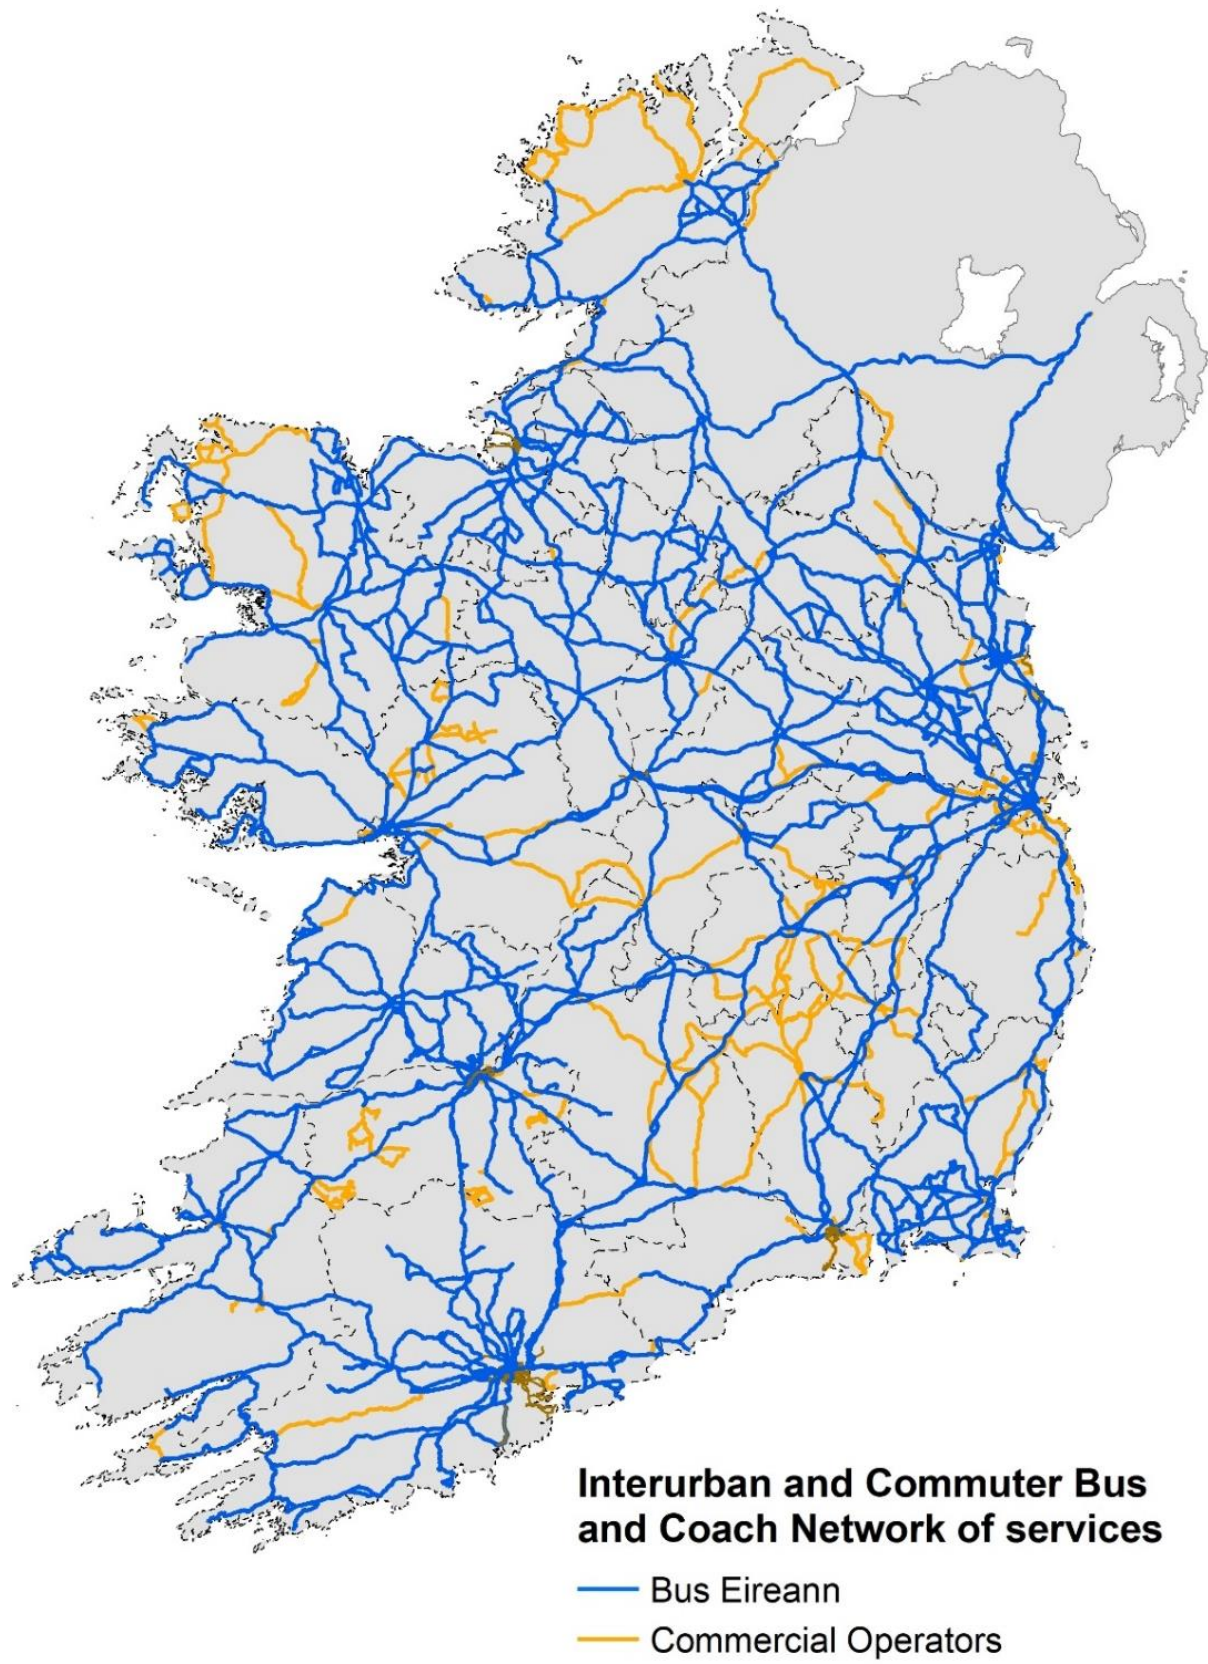 Interurban and Commuter Bus
and Coach Network of services
Bus Eireann
Commercial Operators